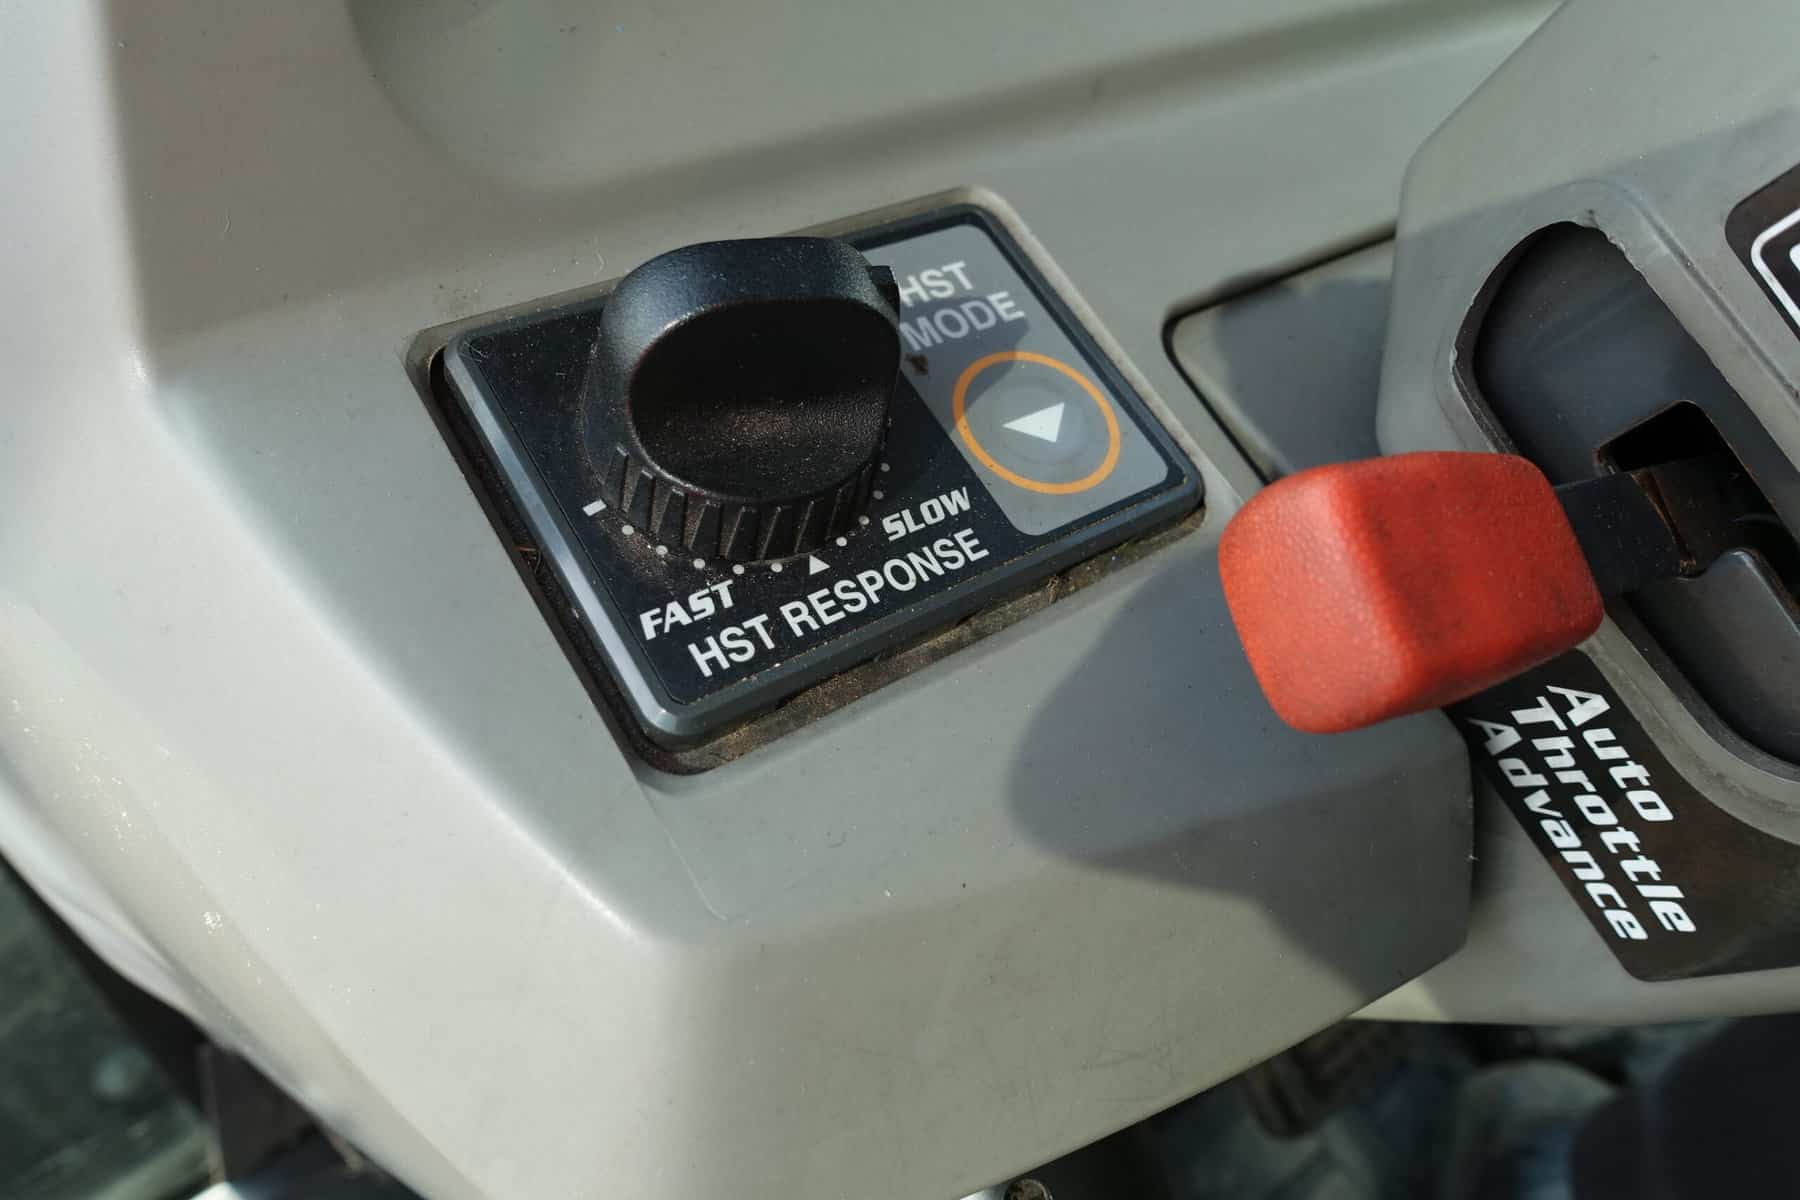 HST
MODE
SLOW
FAST
HST RESPONSE
Auto
Throttle
Advance